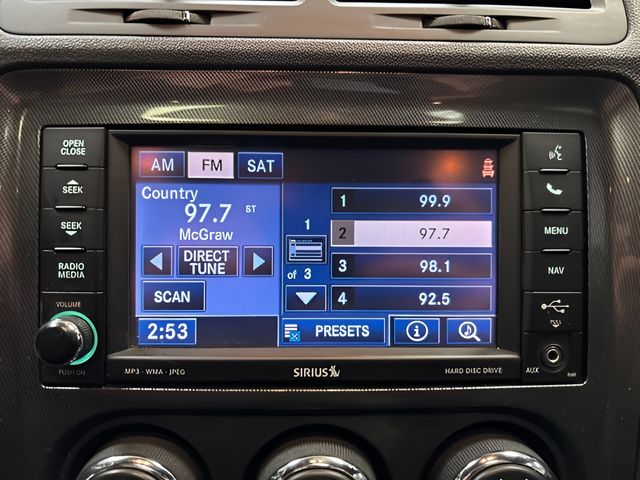 OPEN
CLOSE
SEEK
SEEK
RADIO
MEDIA
VOLUME
PUSH ON
AM FM SAT
Country
97.7 ST
McGraw
DIRECT
TUNE
SCAN
2:53
1
of 3
1 99.9
2 97.7
3 98.1
4 92.5
PRESETS
MENU
NAV
PULL
AUX
MP3 · WMA · JPEG
SIRIUS
HARD DISC DRIVE